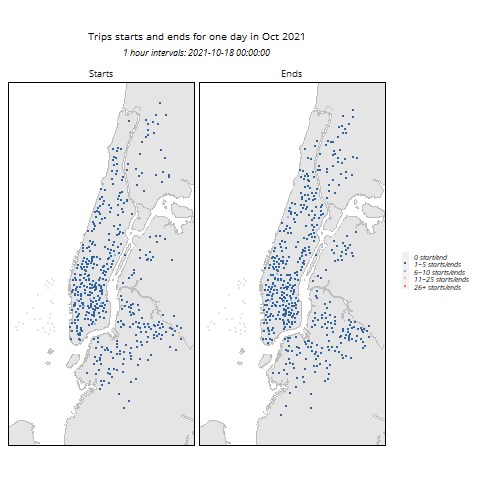 Trips starts and ends for one day in Oct 2021
1 hour intervals: 2021-10-18 00:00:00
Starts
Ends
0 start/end
1−5 starts/ends
6−10 starts/ends
11−25 starts/ends
26+ starts/ends